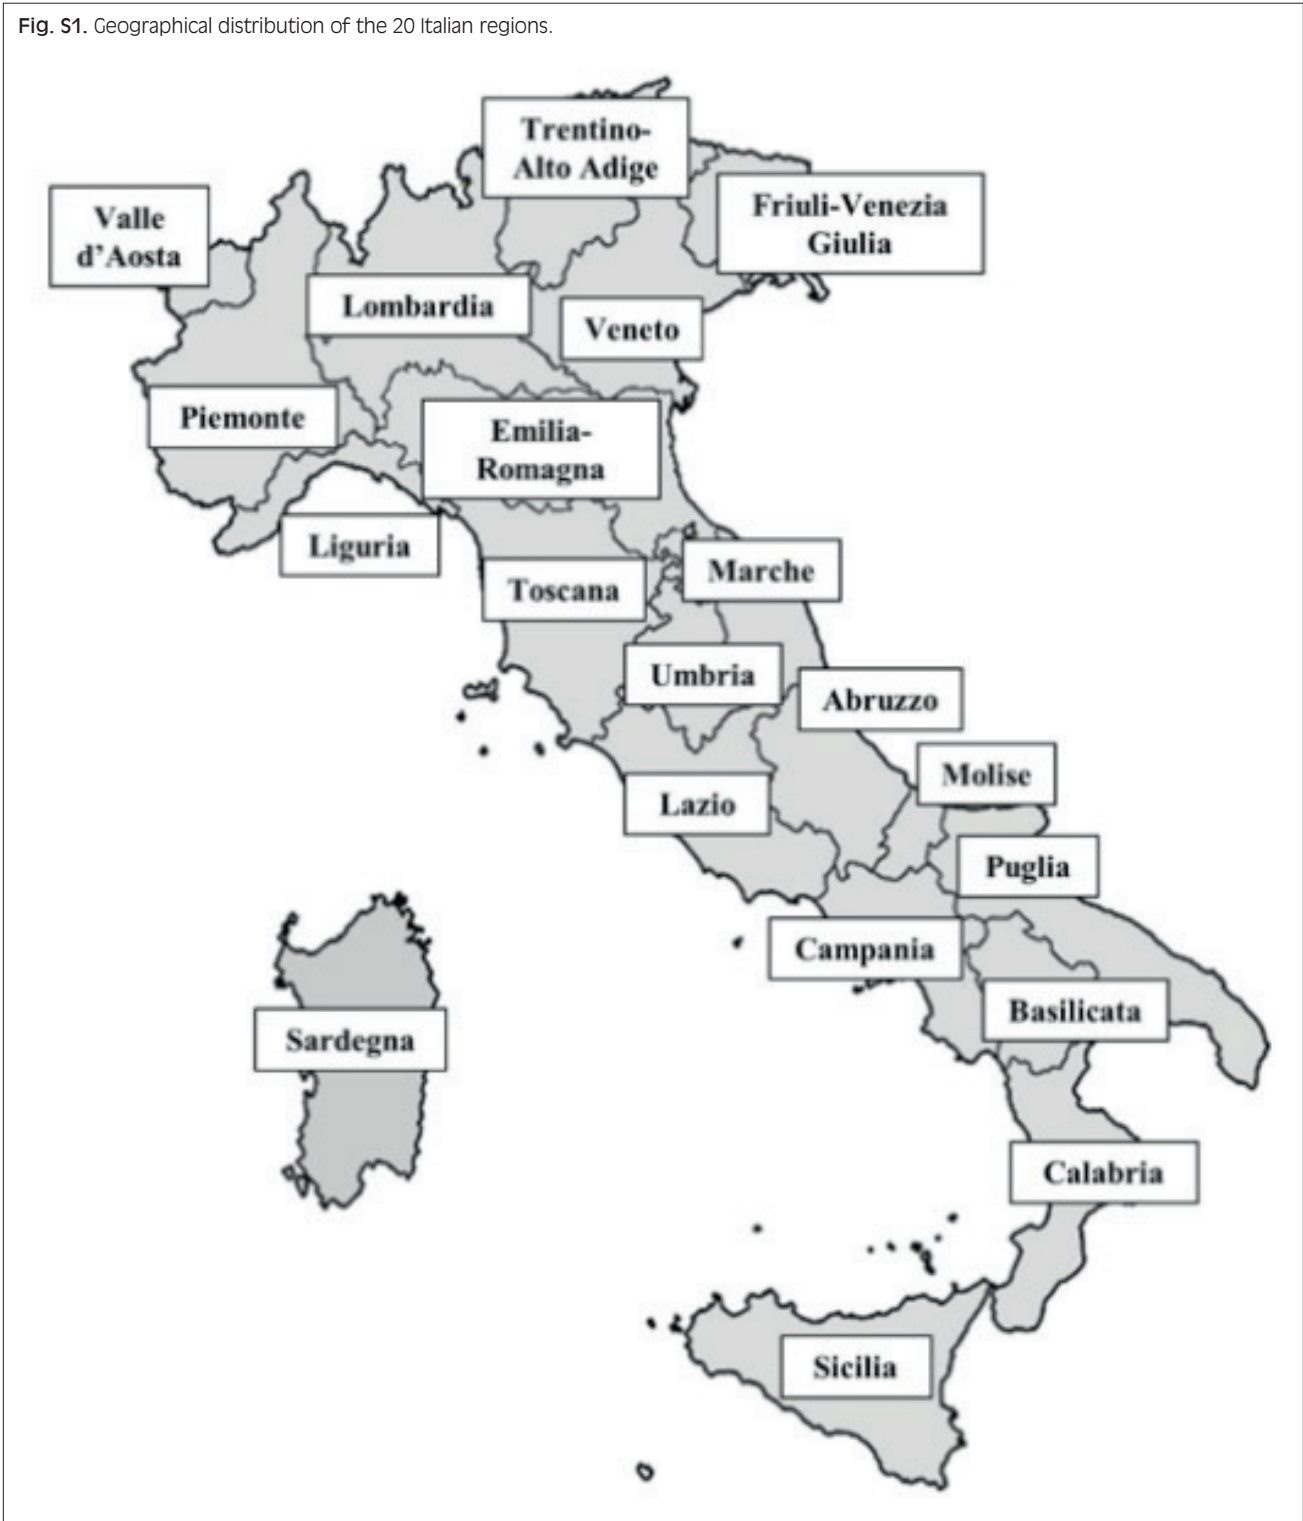 Fig. S1. Geographical distribution of the 20 Italian regions.
Trentino-
Alto Adige
Valle
d'Aosta
Friuli-Venezia
Giulia
Lombardia
Veneto
Piemonte
Emilia-
Romagna
Liguria
Marche
Toscana
Umbria
Abruzzo
Molise
Lazio
Puglia
Campania
Basilicata
Sardegna
Calabria
Sicilia